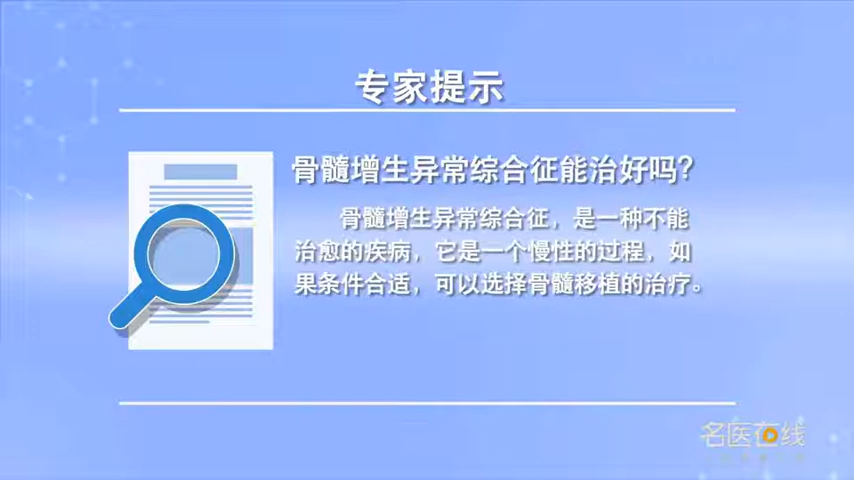 专家提示
骨髓增生异常综合征能治好吗?
骨髓增生异常综合征，是一种不能
治愈的疾病，它是一个慢性的过程，如
果条件合适，可以选择骨髓移植的治疗。
名医在线